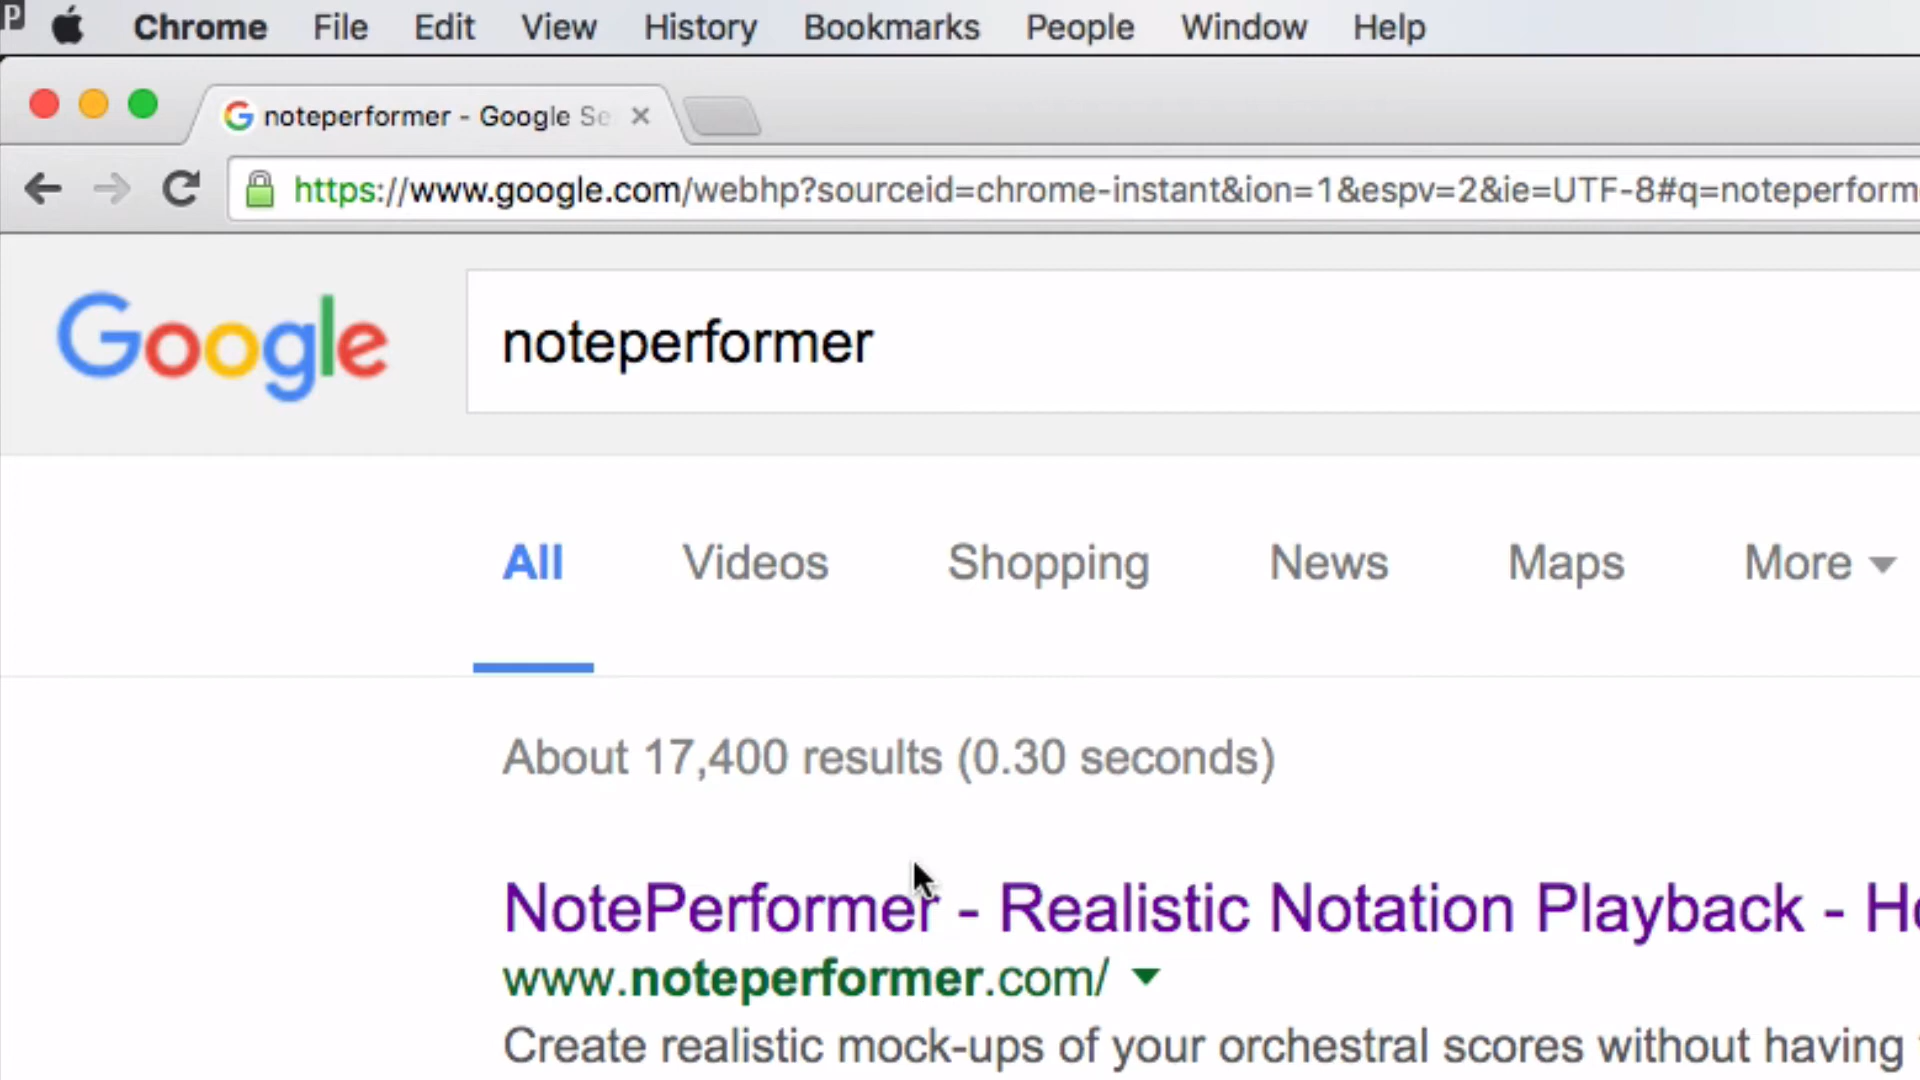 P Chrome File Edit View History Bookmarks People Window Help
noteperformer - Google Se
https://www.google.com/webhp?sourceid=chrome-instant&ion=1&espv=2&ie=UTF-8#q=noteperform
Google noteperformer
All Videos Shopping News Maps More
About 17,400 results (0.30 seconds)
NotePerformer - Realistic Notation Playback - Ho
www.noteperformer.com/
Create realistic mock-ups of your orchestral scores without having